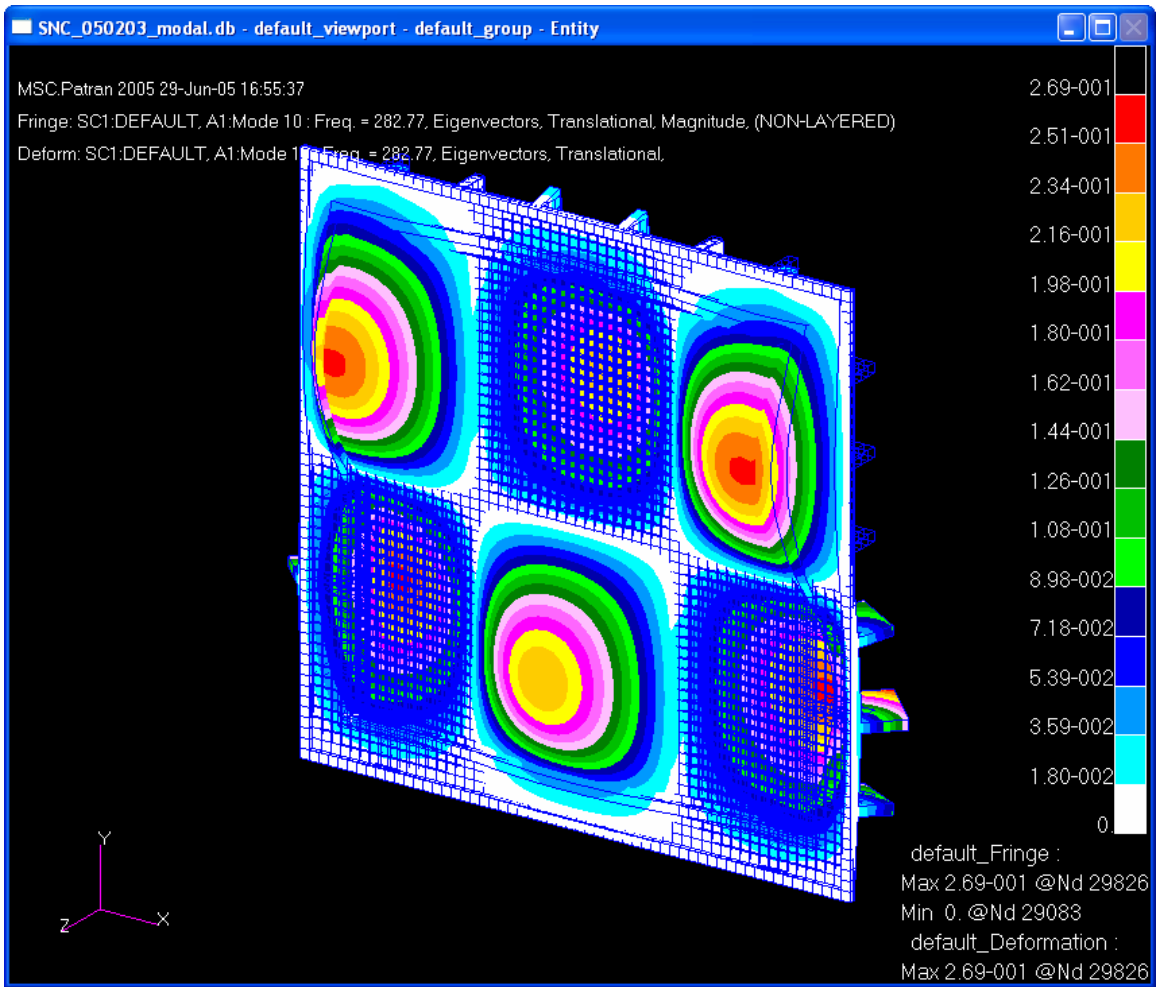 SNC_050203_modal.db - default_viewport - default_group - Entity
MSC.Patran 2005 29-Jun-05 16:55:37
Fringe: SC1:DEFAULT, A1:Mode 10 : Freq. = 282.77, Eigenvectors, Translational, Magnitude, (NON-LAYERED)
Deform: SC1:DEFAULT, A1:Mode 1 Freq. = 282.77, Eigenvectors, Translational,
2.69-001
2.51-001
2.34-001
2.16-001
1.98-001
1.80-001
1.62-001
1.44-001
1.26-001
1.08-001
8.98-002
7.18-002
5.39-002
3.59-002
1.80-002
0.
default_Fringe :
Max 2.69-001 @Nd 29826
Min 0. @Nd 29083
default_Deformation :
Max 2.69-001 @Nd 29826
Y
Z
X